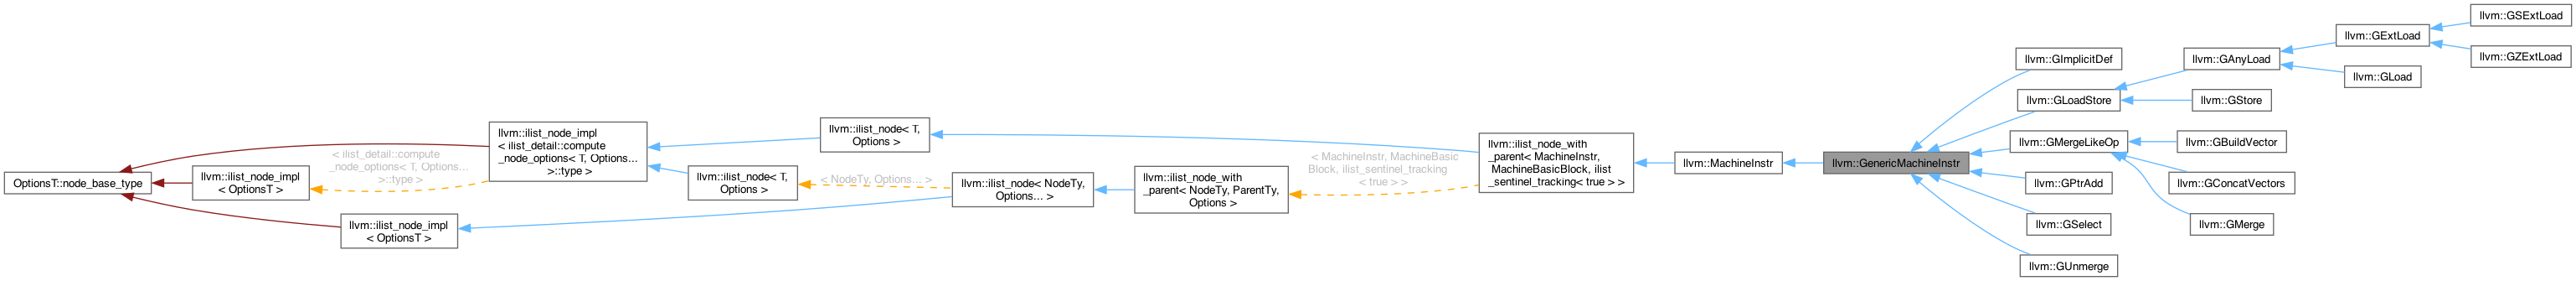 OptionsT::node_base_type
llvm::ilist_node_impl
< OptionsT >
llvm::ilist_node_impl
< OptionsT >
< ilist_detail::compute
_node_options< T, Options...
>::type >
llvm::ilist_node_impl
< ilist_detail::compute
_node_options< T, Options...
>::type >
llvm::ilist_node< T,
Options >
llvm::ilist_node< T,
Options >
< NodeTy, Options... >
llvm::ilist_node< NodeTy,
Options... >
llvm::ilist_node_with
_parent< NodeTy, ParentTy,
Options >
< MachineInstr, MachineBasic
Block, ilist_sentinel_tracking
< true > >
llvm::ilist_node_with
_parent< MachineInstr,
MachineBasicBlock, ilist
_sentinel_tracking< true > >
llvm::MachineInstr
llvm::GenericMachineInstr
llvm::GImplicitDef
llvm::GLoadStore
llvm::GMergeLikeOp
llvm::GPtrAdd
llvm::GSelect
llvm::GUnmerge
llvm::GAnyLoad
llvm::GStore
llvm::GBuildVector
llvm::GConcatVectors
llvm::GMerge
llvm::GExtLoad
llvm::GLoad
llvm::GSExtLoad
llvm::GZExtLoad